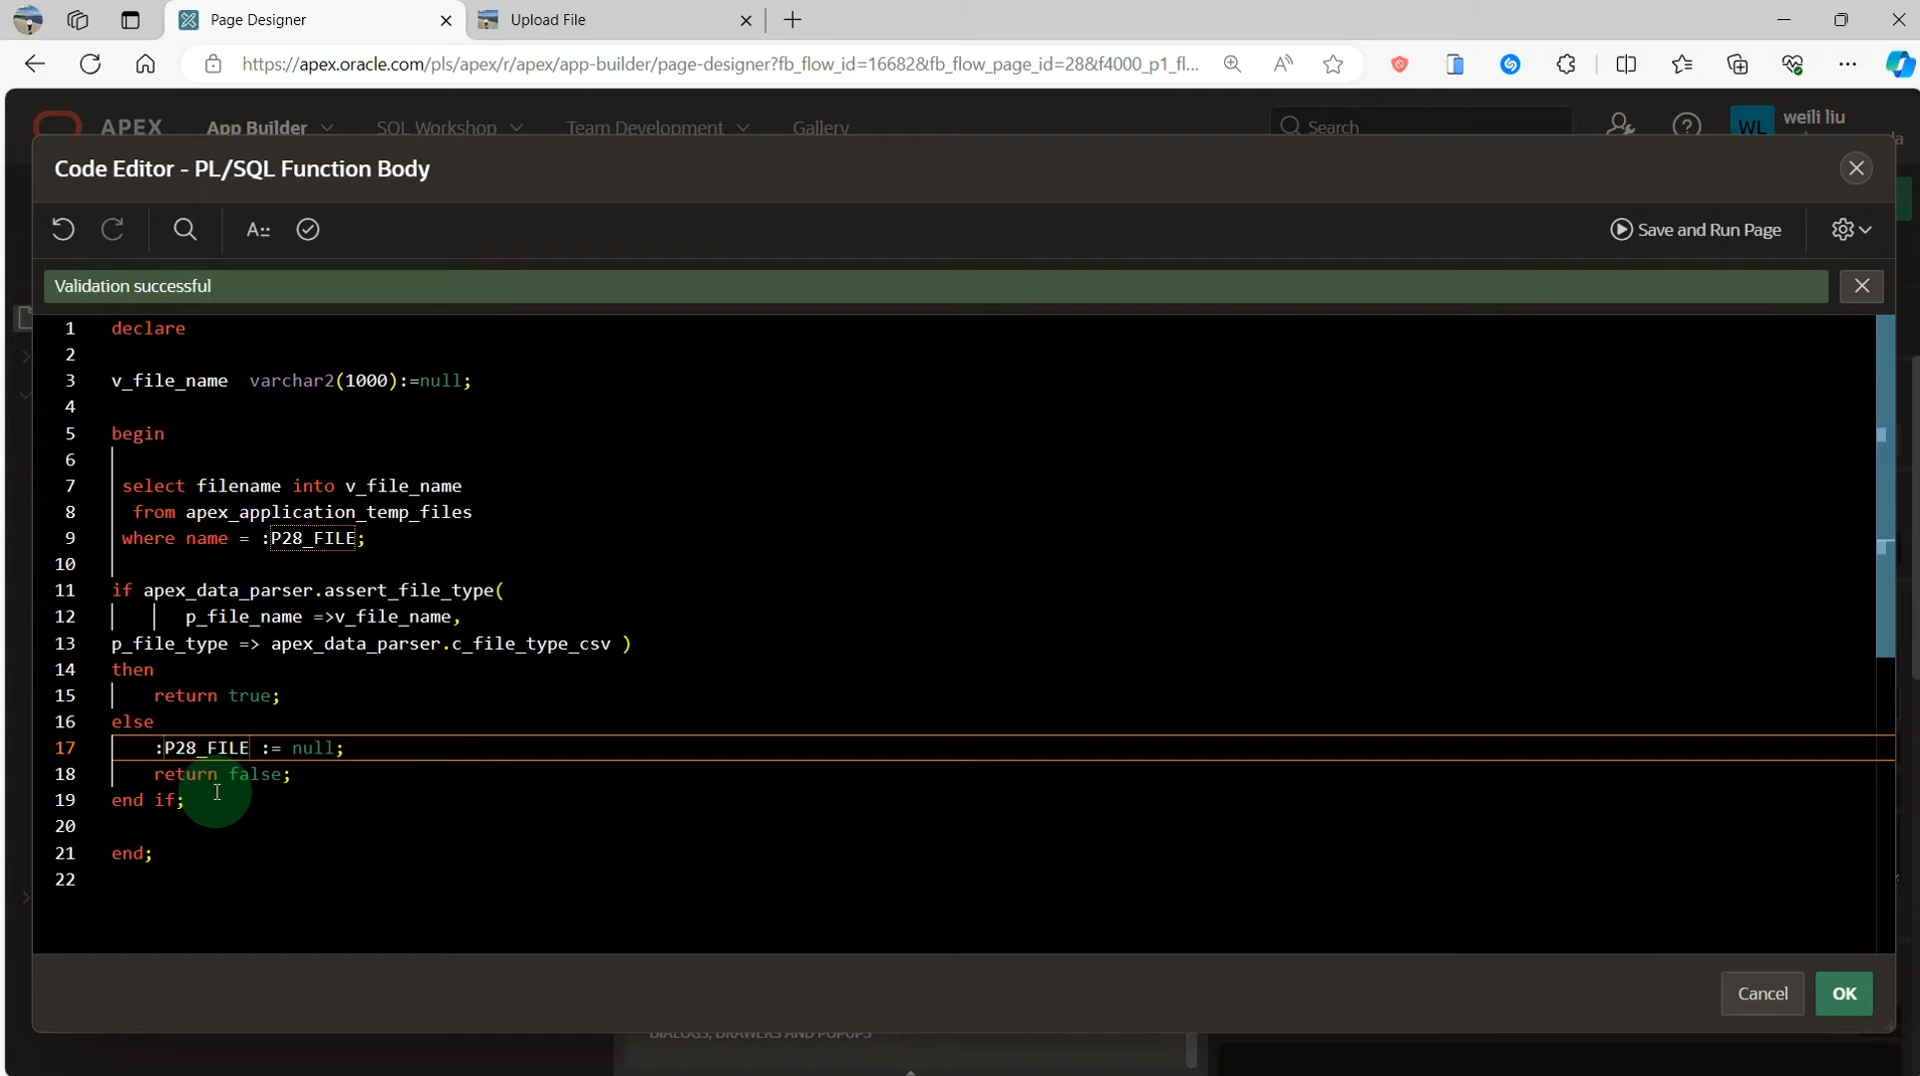 Page Designer
Upload File
https://apex.oracle.com/pls/apex/r/apex/app-builder/page-designer?fb_flow_id=16682&fb_flow_page_id=28&f4000_p1_fl...
APEX
App Builder
SQL Workshop
Team Development
Gallery
Search
WL
weili liu
Code Editor - PL/SQL Function Body
Save and Run Page
Validation successful
1 declare
2
3 v_file_name varchar2(1000):=null;
4
5 begin
6
7 select filename into v_file_name
8 from apex_application_temp_files
9 where name = :P28_FILE;
10
11 if apex_data_parser.assert_file_type(
12 p_file_name =>v_file_name,
13 p_file_type => apex_data_parser.c_file_type_csv )
14 then
15 return true;
16 else
17 :P28_FILE := null;
18 return false;
19 end if;
20
21 end;
22
Cancel
OK
DIALOGS, DRAWERS AND POPUPS